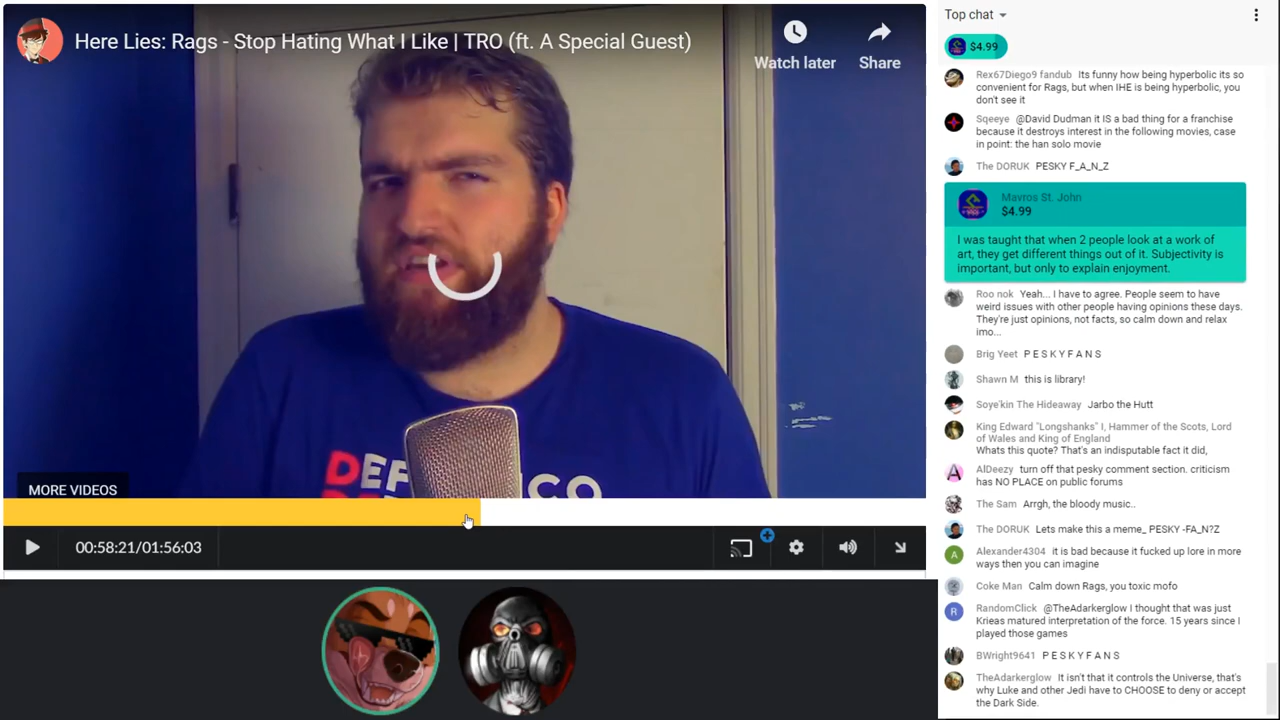 Here Lies: Rags - Stop Hating What I Like | TRO (ft. A Special Guest)
Watch later
Share
MORE VIDEOS
00:58:21/01:56:03
Top chat
$4.99
Rex67Diego9 fandub Its funny how being hyperbolic its so
convenient for Rags, but when IHE is being hyperbolic, you
don't see it
Sqeeye @David Dudman it IS a bad thing for a franchise
because it destroys interest in the following movies, case
in point: the han solo movie
The DORUK PESKY F_A_N_Z
Mavros St. John
$4.99
I was taught that when 2 people look at a work of
art, they get different things out of it. Subjectivity is
important, but only to explain enjoyment.
Roo nok Yeah... I have to agree. People seem to have
weird issues with other people having opinions these days.
They're just opinions, not facts, so calm down and relax
imo...
Brig Yeet P E S K Y F A N S
Shawn M this is library!
Soye'kin The Hideaway Jarbo the Hutt
King Edward "Longshanks" I, Hammer of the Scots, Lord
of Wales and King of England
Whats this quote? That's an indisputable fact it did,
AlDeezy turn off that pesky comment section. criticism
has NO PLACE on public forums
The Sam Arrgh, the bloody music..
The DORUK Lets make this a meme_ PESKY -FA_N?Z
A
Alexander4304 it is bad because it fucked up lore in more
ways then you can imagine
Coke Man Calm down Rags, you toxic mofo
R
RandomClick @TheAdarkerglow I thought that was just
Krieas matured interpretation of the force. 15 years since I
played those games
BWright9641 P E S K Y F A N S
TheAdarkerglow It isn't that it controls the Universe, that's
why Luke and other Jedi have to CHOOSE to deny or accept
the Dark Side.